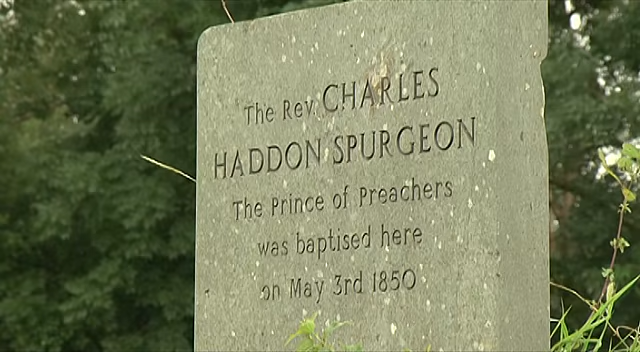 The Rev. CHARLES
HADDON SPURGEON
The Prince of Preachers
was baptised here
on May 3rd 1850